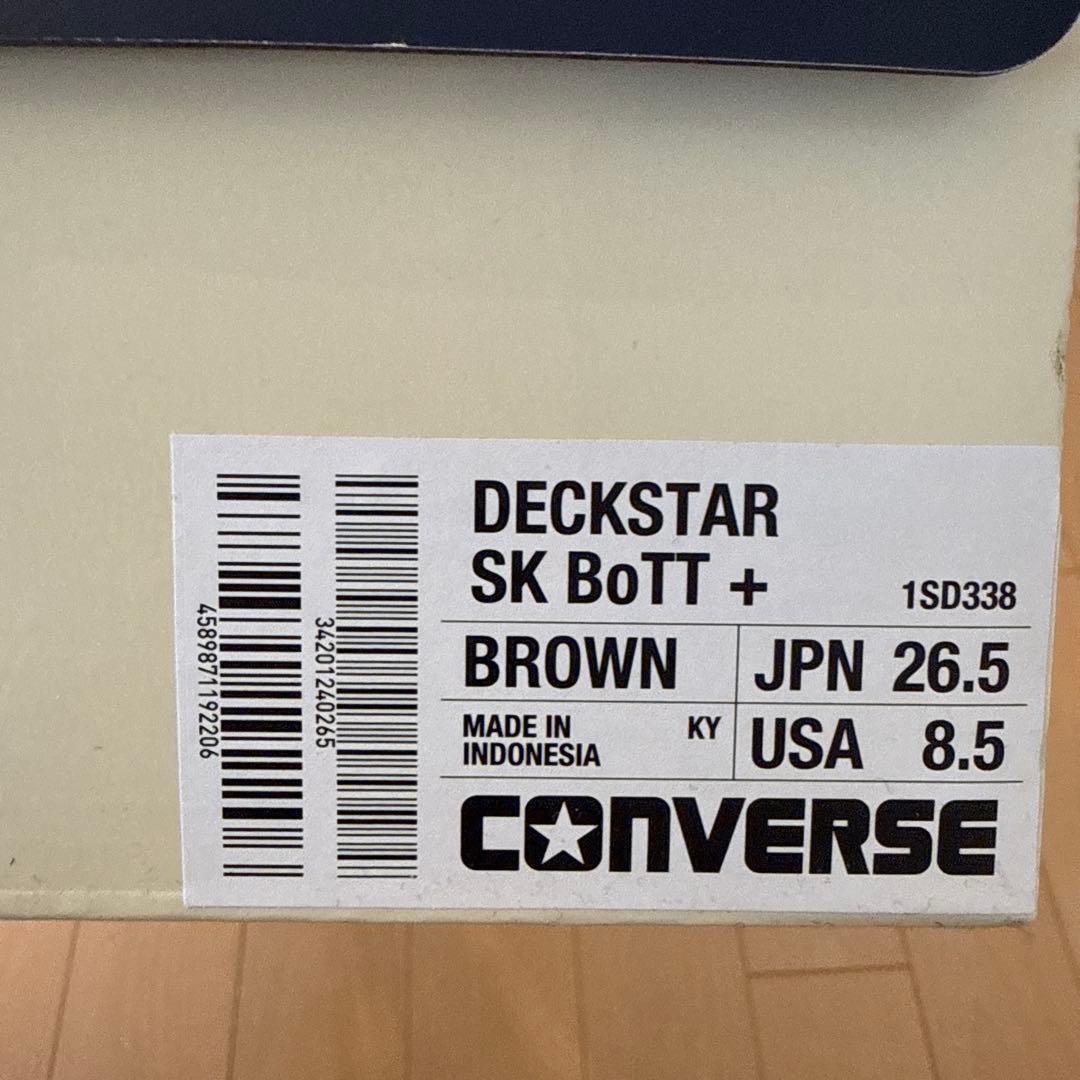 DECKSTAR
SK BoTT +
1SD338
BROWN
JPN 26.5
MADE IN
INDONESIA
KY
USA 8.5
CONVERSE
4589871192206
34201240265